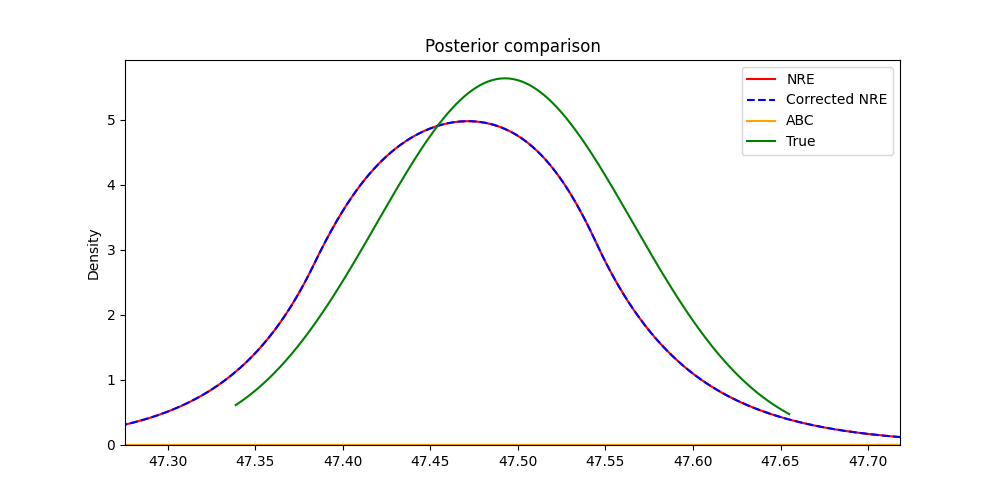 Posterior comparison
NRE
Corrected NRE
ABC
True
Density
5
4
3
2
1
0
47.30 47.35 47.40 47.45 47.50 47.55 47.60 47.65 47.70